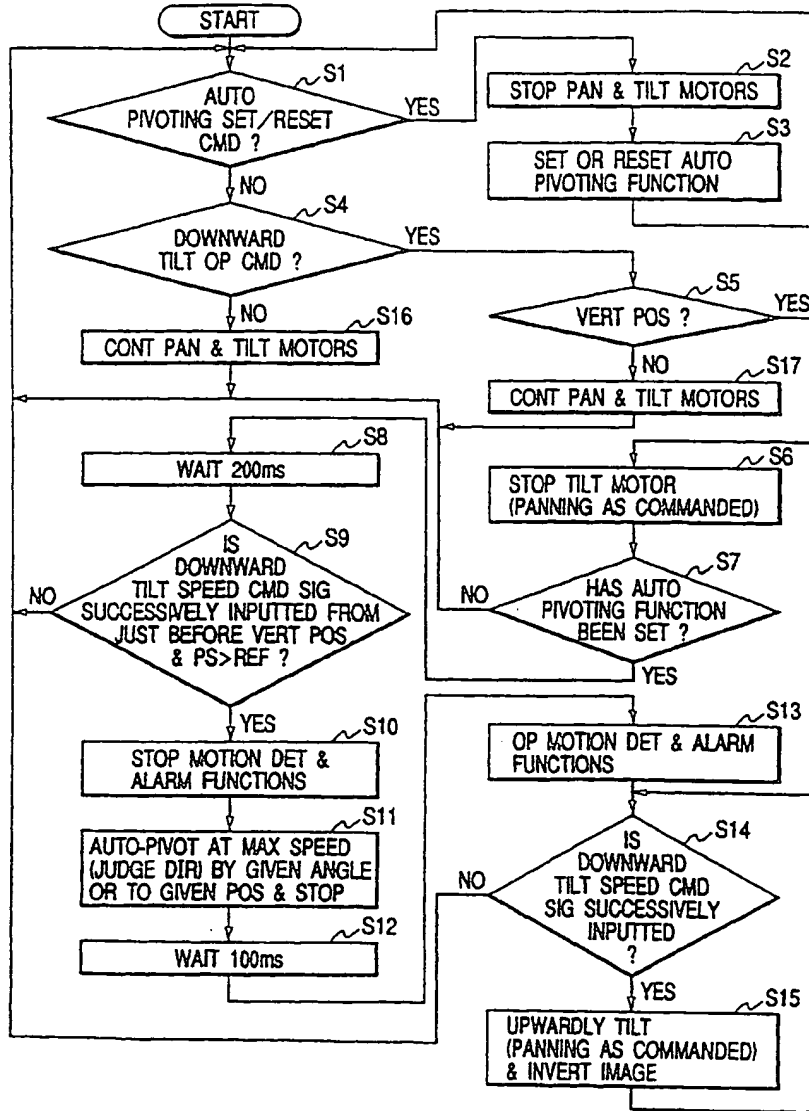 START
S1
AUTO
PIVOTING SET/RESET
CMD ?
YES
NO
S2
STOP PAN & TILT MOTORS
S3
SET OR RESET AUTO
PIVOTING FUNCTION
S4
DOWNWARD
TILT OP CMD ?
YES
NO
S5
VERT POS ?
YES
NO
S16
CONT PAN & TILT MOTORS
S17
CONT PAN & TILT MOTORS
S6
STOP TILT MOTOR
(PANNING AS COMMANDED)
S7
HAS AUTO
PIVOTING FUNCTION
BEEN SET ?
NO
YES
S8
WAIT 200ms
S9
IS
DOWNWARD
TILT SPEED CMD SIG
SUCCESSIVELY INPUTTED FROM
JUST BEFORE VERT POS
& PS>REF ?
NO
YES
S10
STOP MOTION DET &
ALARM FUNCTIONS
S11
AUTO-PIVOT AT MAX SPEED
(JUDGE DIR) BY GIVEN ANGLE
OR TO GIVEN POS & STOP
S12
WAIT 100ms
S13
OP MOTION DET & ALARM
FUNCTIONS
S14
IS
DOWNWARD
TILT SPEED CMD
SIG SUCCESSIVELY
INPUTTED
?
NO
YES
S15
UPWARDLY TILT
(PANNING AS COMMANDED)
& INVERT IMAGE